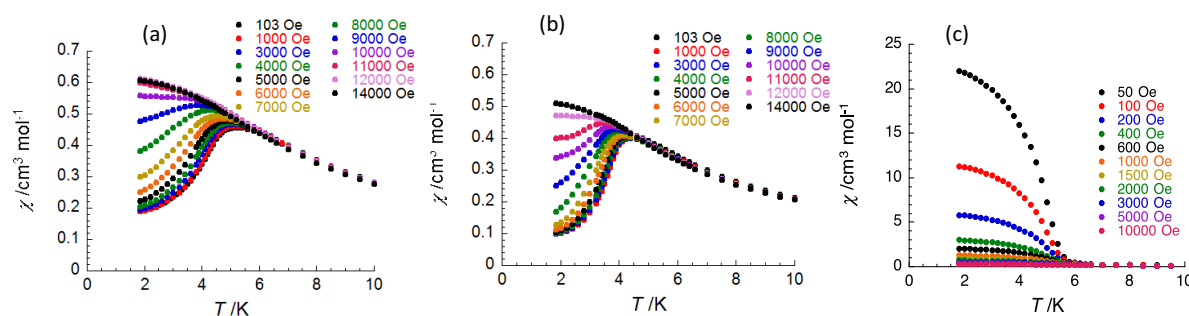 (a)
103 Oe
1000 Oe
3000 Oe
4000 Oe
5000 Oe
6000 Oe
7000 Oe
8000 Oe
9000 Oe
10000 Oe
11000 Oe
12000 Oe
14000 Oe
0.7
0.6
0.5
0.4
0.3
0.2
0.1
0
χ /cm³ mol⁻¹
0 2 4 6 8 10
T /K
(b)
103 Oe
1000 Oe
3000 Oe
4000 Oe
5000 Oe
6000 Oe
7000 Oe
8000 Oe
9000 Oe
10000 Oe
11000 Oe
12000 Oe
14000 Oe
0.7
0.6
0.5
0.4
0.3
0.2
0.1
0
χ /cm³ mol⁻¹
0 2 4 6 8 10
T /K
(c)
50 Oe
100 Oe
200 Oe
400 Oe
600 Oe
1000 Oe
1500 Oe
2000 Oe
3000 Oe
5000 Oe
10000 Oe
25
20
15
10
5
0
χ /cm³ mol⁻¹
0 2 4 6 8
T /K